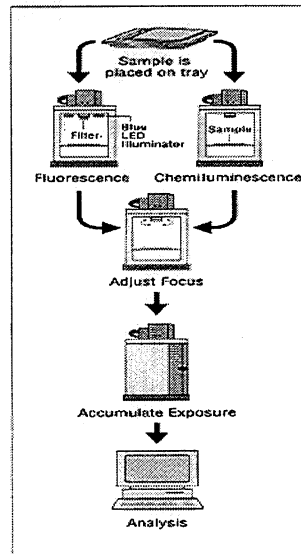 Sample is
placed on tray
Filter
Blue
LED
Illuminator
Sample
Fluorescence
Chemiluminescence
Adjust Focus
Accumulate Exposure
Analysis